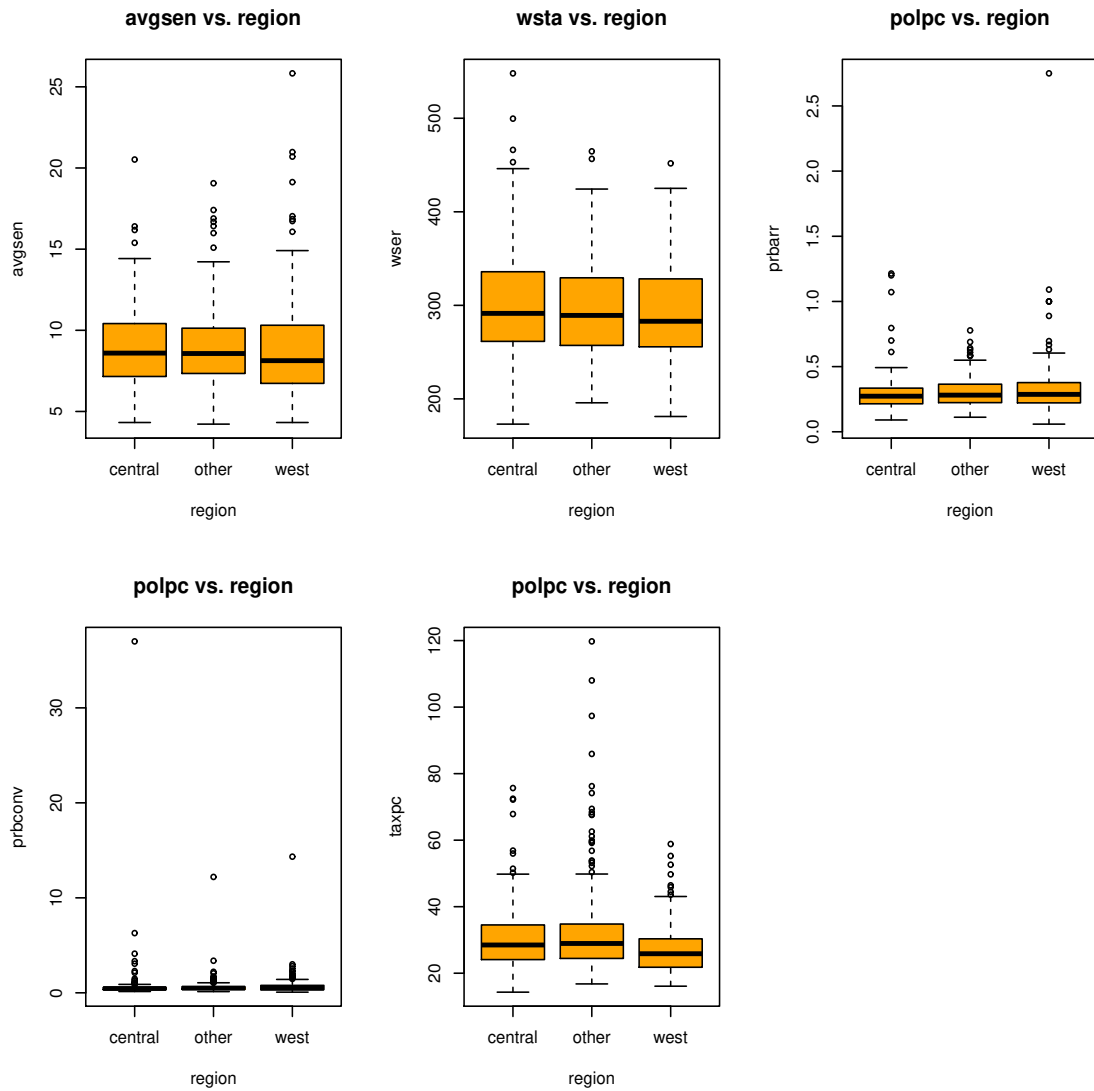 avgsen vs. region
avgsen
5
10
15
20
25
central other west
region
wsta vs. region
wser
200
300
400
500
central other west
region
polpc vs. region
prbarr
0.0
0.5
1.0
1.5
2.0
2.5
central other west
region
polpc vs. region
prbconv
0
10
20
30
central other west
region
polpc vs. region
taxpc
20
40
60
80
100
120
central other west
region